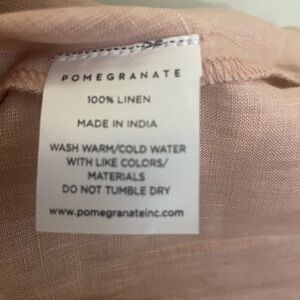 POMEGRANATE
100% LINEN
MADE IN INDIA
WASH WARM/COLD WATER
WITH LIKE COLORS/
MATERIALS
DO NOT TUMBLE DRY
www.pomegranateinc.com